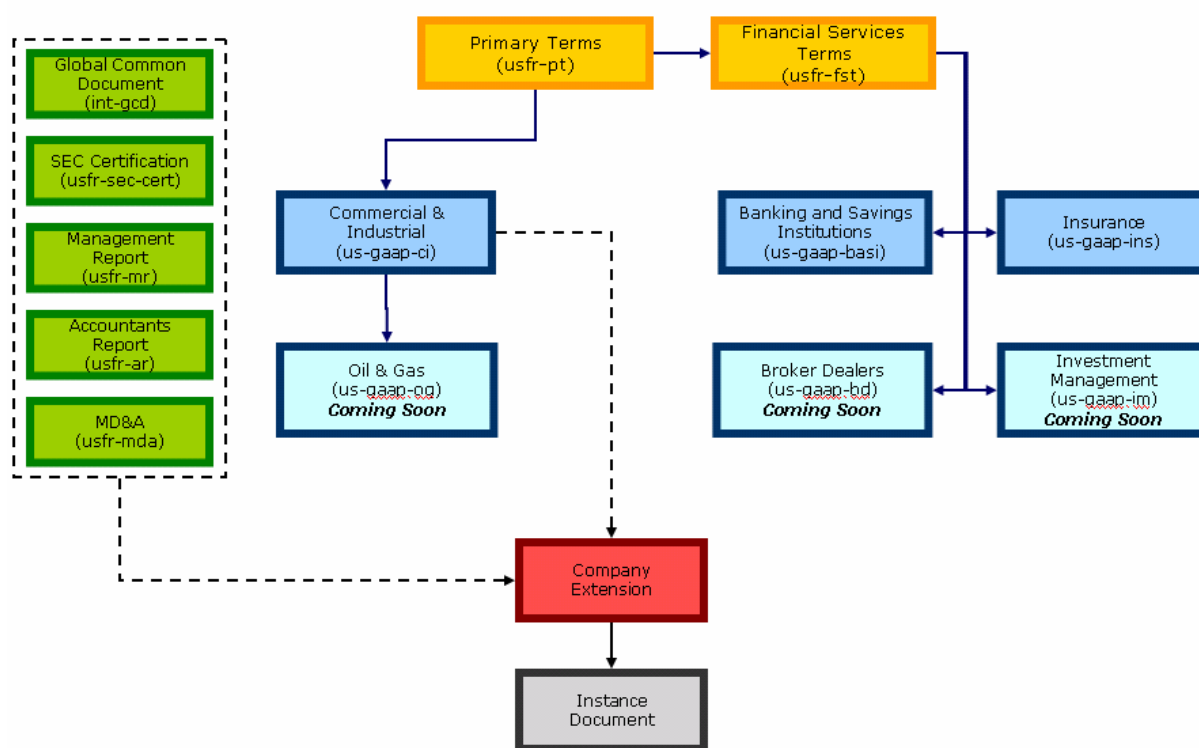 Global Common
Document
(int-gcd)
SEC Certification
(usfr-sec-cert)
Management
Report
(usfr-mr)
Accountants
Report
(usfr-ar)
MD&A
(usfr-mda)
Primary Terms
(usfr-pt)
Financial Services
Terms
(usfr-fst)
Commercial &
Industrial
(us-gaap-ci)
Banking and Savings
Institutions
(us-gaap-basi)
Insurance
(us-gaap-ins)
Oil & Gas
(us-gaap-og)
Coming Soon
Broker Dealers
(us-gaap-bd)
Coming Soon
Investment
Management
(us-gaap-im)
Coming Soon
Company
Extension
Instance
Document